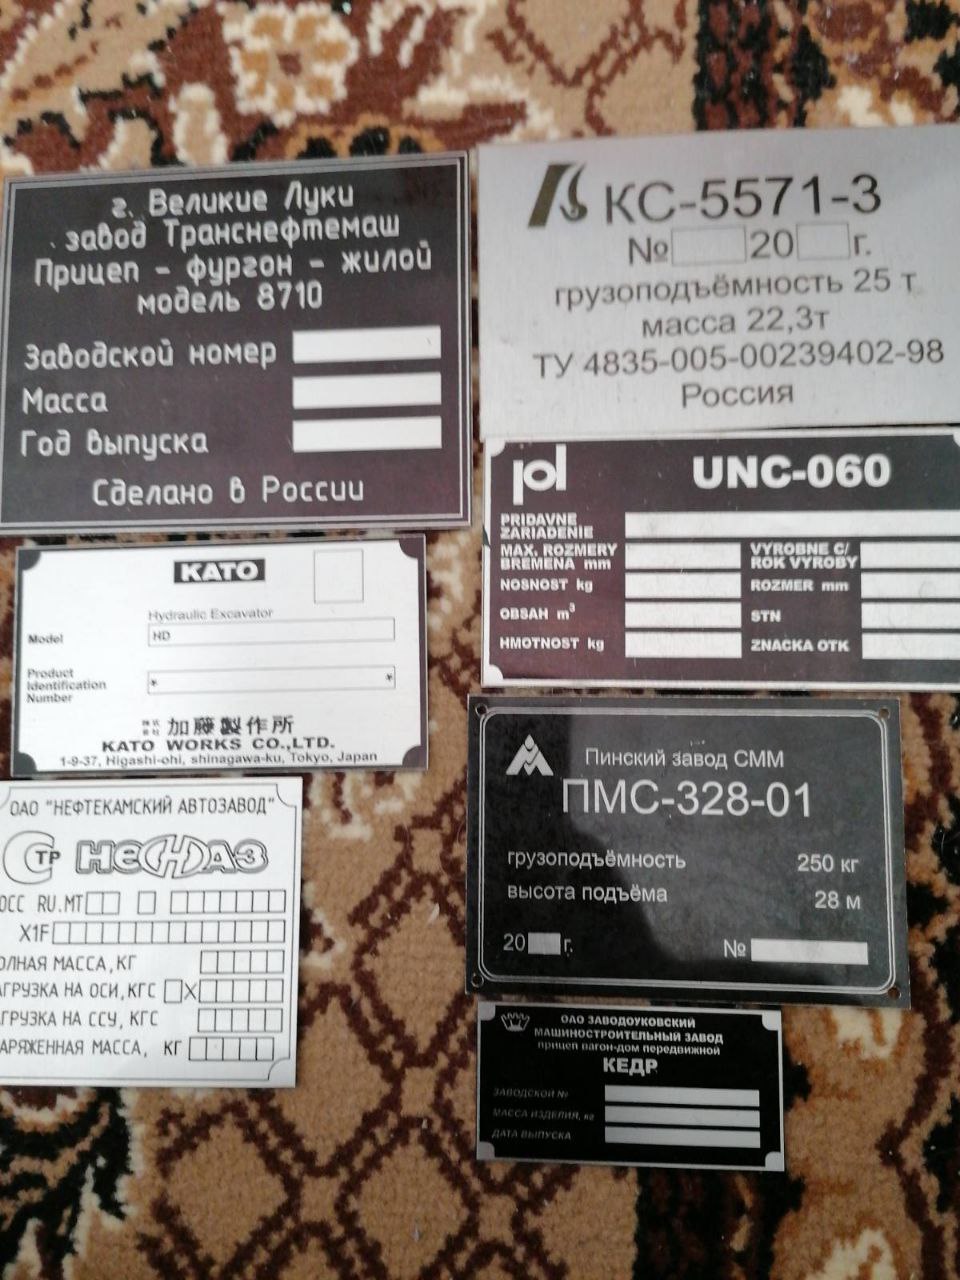 г. Великие Луки
завод Транснефтемаш
Прицеп - фургон - жилой
модель 8710
Заводской номер
Масса
Год выпуска
Сделано в России
КС-5571-3
№ 20 г.
грузоподъёмность 25 т
масса 22,3т
ТУ 4835-005-00239402-98
Россия
UNC-060
PRIDAVNE
ZARIADENIE
MAX. ROZMERY
BREMENA mm
VYROBNE C/
ROK VYROBY
NOSNOST kg
ROZMER mm
OBSAH m³
STN
HMOTNOST kg
ZNACKA OTK
KATO
Hydraulic Excavator
Model
HD
Product
Identification
Number
* *
株式会社 加藤製作所
KATO WORKS CO.,LTD.
1-9-37, Higashi-ohi, shinagawa-ku, Tokyo, Japan
Пинский завод СММ
ПМС-328-01
грузоподъёмность 250 кг
высота подъёма 28 м
20 г. №
ОАО "НЕФТЕКАМСКИЙ АВТОЗАВОД"
СТР НЕФАЗ
ОСС RU.МТ
X1F
ОЛНАЯ МАССА,КГ
АГРУЗКА НА ОСИ,КГС X
АГРУЗКА НА ССУ, КГС
АРЯЖЕННАЯ МАССА, КГ
ОАО ЗАВОДОУКОВСКИЙ
МАШИНОСТРОИТЕЛЬНЫЙ ЗАВОД
прицеп вагон-дом передвижной
КЕДР
ЗАВОДСКОЙ №
МАССА ИЗДЕЛИЯ, кг
ДАТА ВЫПУСКА